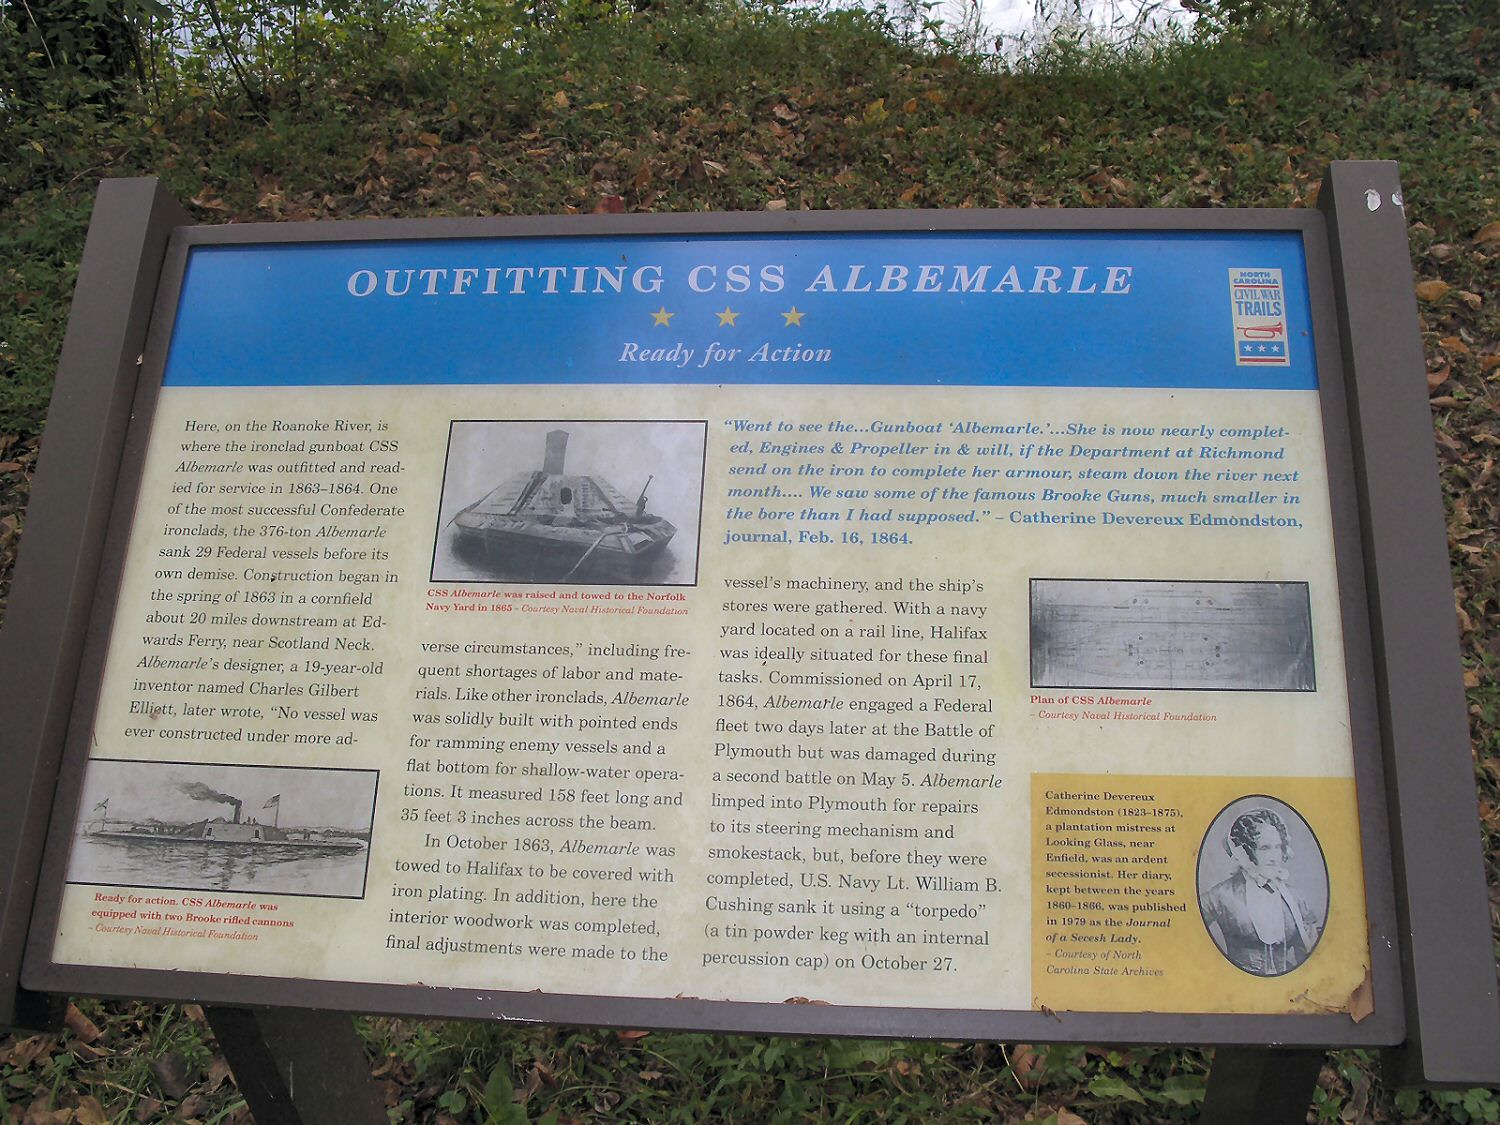 OUTFITTING CSS ALBEMARLE
Ready for Action
NORTH
CAROLINA
CIVIL WAR
TRAILS
Here, on the Roanoke River, is
where the ironclad gunboat CSS
Albemarle was outfitted and read-
ied for service in 1863–1864. One
of the most successful Confederate
ironclads, the 376-ton Albemarle
sank 29 Federal vessels before its
own demise. Construction began in
the spring of 1863 in a cornfield
about 20 miles downstream at Ed-
wards Ferry, near Scotland Neck.
Albemarle's designer, a 19-year-old
inventor named Charles Gilbert
Elliott, later wrote, “No vessel was
ever constructed under more ad-
Ready for action. CSS Albemarle was
equipped with two Brooke rifled cannons
– Courtesy Naval Historical Foundation
CSS Albemarle was raised and towed to the Norfolk
Navy Yard in 1865 – Courtesy Naval Historical Foundation
verse circumstances,” including fre-
quent shortages of labor and mate-
rials. Like other ironclads, Albemarle
was solidly built with pointed ends
for ramming enemy vessels and a
flat bottom for shallow-water opera-
tions. It measured 158 feet long and
35 feet 3 inches across the beam.
In October 1863, Albemarle was
towed to Halifax to be covered with
iron plating. In addition, here the
interior woodwork was completed,
final adjustments were made to the
“Went to see the...Gunboat ‘Albemarle.’...She is now nearly complet-
ed, Engines & Propeller in & will, if the Department at Richmond
send on the iron to complete her armour, steam down the river next
month.... We saw some of the famous Brooke Guns, much smaller in
the bore than I had supposed.” – Catherine Devereux Edmondston,
journal, Feb. 16, 1864.
vessel's machinery, and the ship's
stores were gathered. With a navy
yard located on a rail line, Halifax
was ideally situated for these final
tasks. Commissioned on April 17,
1864, Albemarle engaged a Federal
fleet two days later at the Battle of
Plymouth but was damaged during
a second battle on May 5. Albemarle
limped into Plymouth for repairs
to its steering mechanism and
smokestack, but, before they were
completed, U.S. Navy Lt. William B.
Cushing sank it using a “torpedo”
(a tin powder keg with an internal
percussion cap) on October 27.
Plan of CSS Albemarle
– Courtesy Naval Historical Foundation
Catherine Devereux
Edmondston (1823–1875),
a plantation mistress at
Looking Glass, near
Enfield, was an ardent
secessionist. Her diary,
kept between the years
1860–1866, was published
in 1979 as the Journal
of a Secesh Lady.
– Courtesy of North
Carolina State Archives